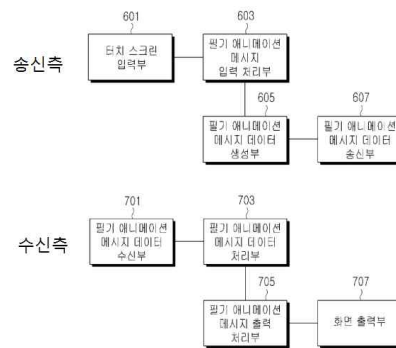 601
603
송신측
터치 스크린
입력부
필기 애니메이션
메시지
입력 처리부
605
607
필기 애니메이션
메시지 데이터
생성부
필기 애니메이션
메시지 데이터
송신부
701
703
수신측
필기 애니메이션
메시지 데이터
수신부
필기 애니메이션
메시지 데이터
처리부
705
707
필기 애니메이션
메시지 출력
처리부
화면 출력부